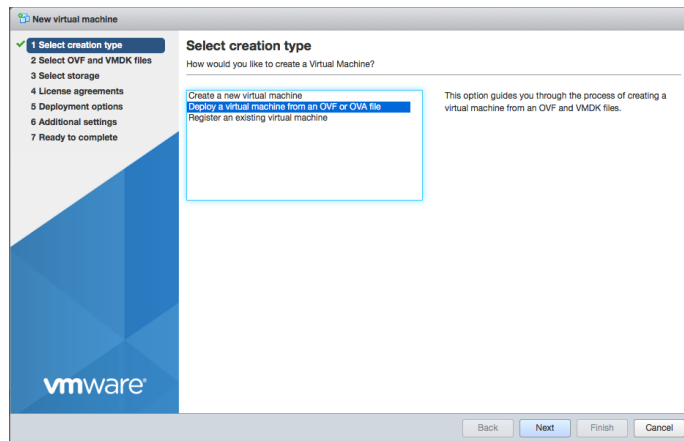 New virtual machine
1 Select creation type
2 Select OVF and VMDK files
3 Select storage
4 License agreements
5 Deployment options
6 Additional settings
7 Ready to complete
Select creation type
How would you like to create a Virtual Machine?
Create a new virtual machine
Deploy a virtual machine from an OVF or OVA file
Register an existing virtual machine
This option guides you through the process of creating a
virtual machine from an OVF and VMDK files.
vmware®
Back Next Finish Cancel